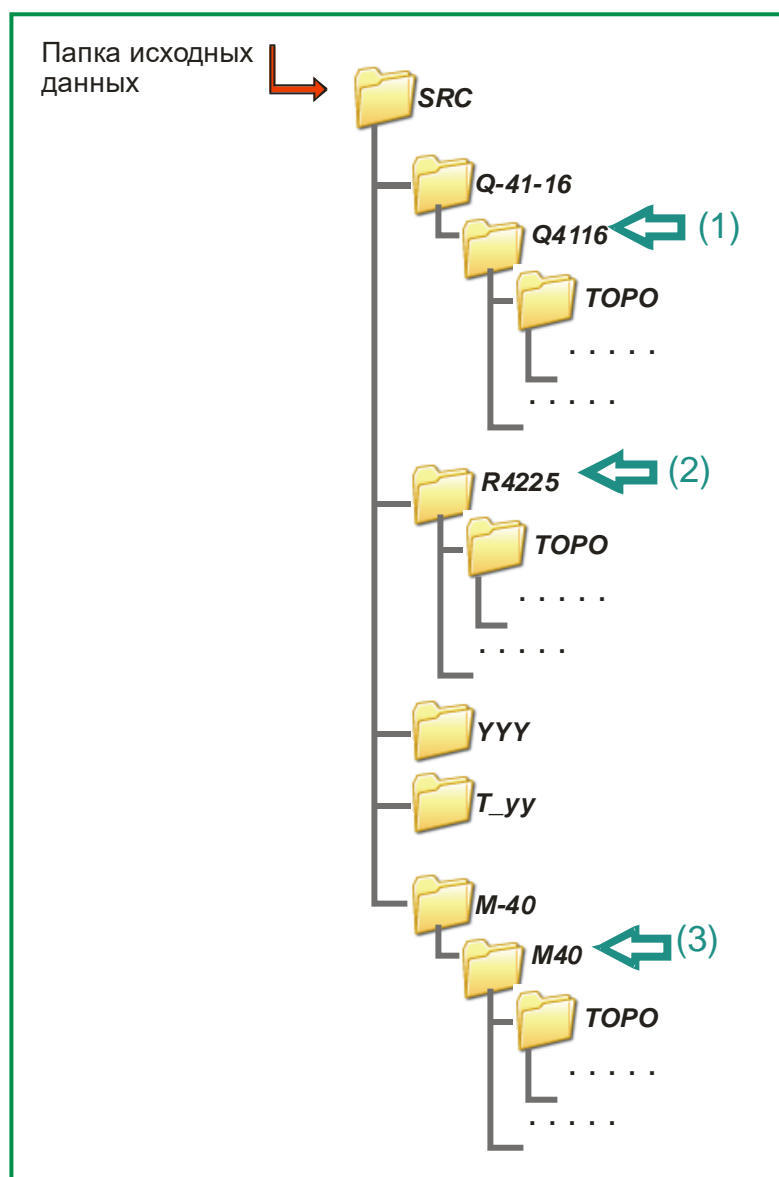 Папка исходных
данных
SRC
Q-41-16
Q4116 (1)
TOPO
. . . . .
. . . . .
R4225 (2)
TOPO
. . . . .
. . . . .
YYY
T_yy
M-40
M40 (3)
TOPO
. . . . .
. . . . .